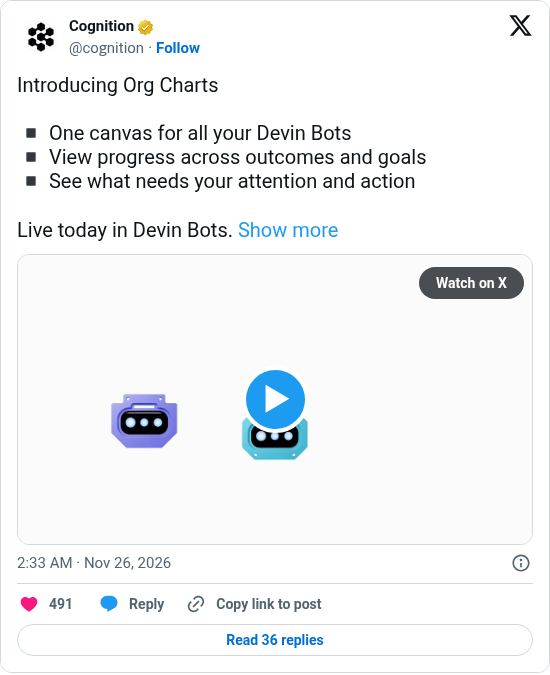 Cognition
@cognition · Follow
Introducing Org Charts
◾ One canvas for all your Devin Bots
◾ View progress across outcomes and goals
◾ See what needs your attention and action
Live today in Devin Bots. Show more
Watch on X
2:33 AM · Nov 26, 2026
491 Reply Copy link to post
Read 36 replies